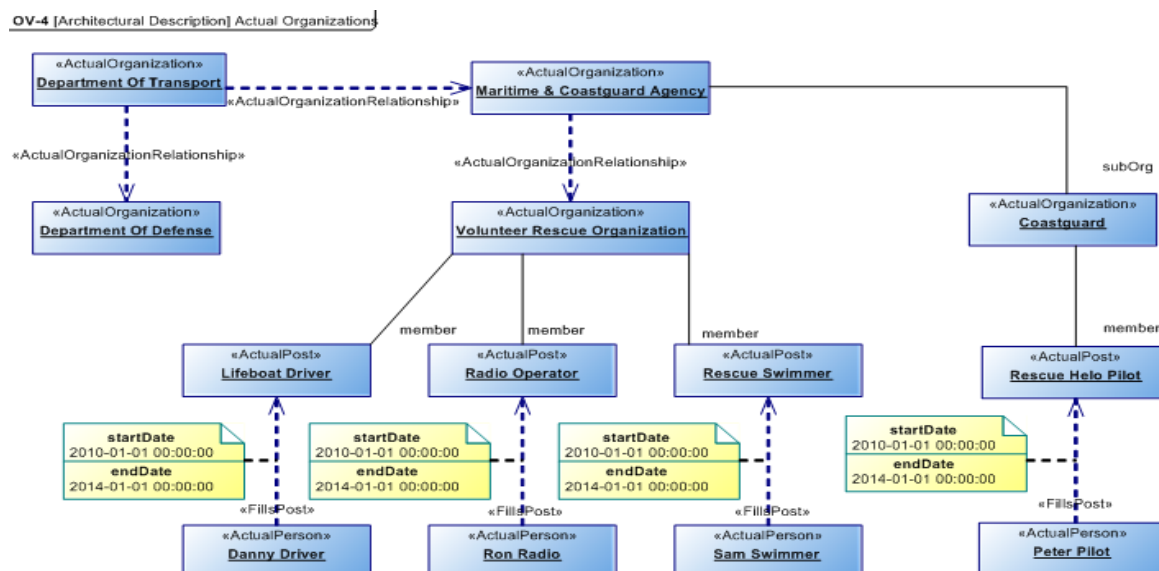 OV-4 [Architectural Description] Actual Organizations
«ActualOrganization»
Department Of Transport
«ActualOrganization»
Maritime & Coastguard Agency
«ActualOrganizationRelationship»
«ActualOrganizationRelationship»
«ActualOrganizationRelationship»
subOrg
«ActualOrganization»
Department Of Defense
«ActualOrganization»
Volunteer Rescue Organization
«ActualOrganization»
Coastguard
member
member
member
member
«ActualPost»
Lifeboat Driver
«ActualPost»
Radio Operator
«ActualPost»
Rescue Swimmer
«ActualPost»
Rescue Helo Pilot
startDate
2010-01-01 00:00:00
endDate
2014-01-01 00:00:00
startDate
2010-01-01 00:00:00
endDate
2014-01-01 00:00:00
startDate
2010-01-01 00:00:00
endDate
2014-01-01 00:00:00
startDate
2010-01-01 00:00:00
endDate
2014-01-01 00:00:00
«FillsPost»
«FillsPost»
«FillsPost»
«FillsPost»
«ActualPerson»
Danny Driver
«ActualPerson»
Ron Radio
«ActualPerson»
Sam Swimmer
«ActualPerson»
Peter Pilot